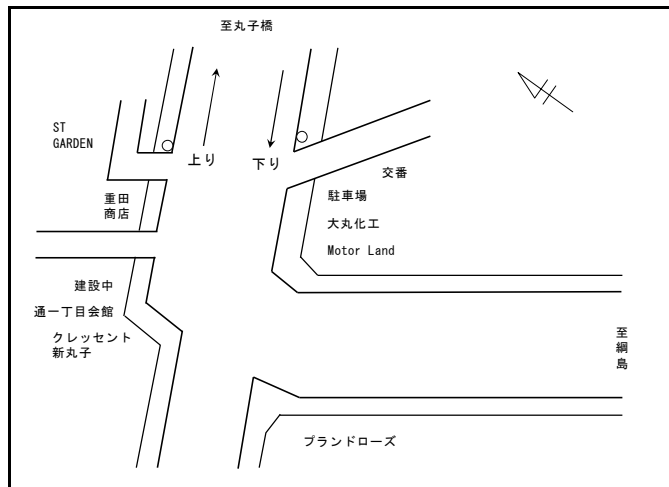 至丸子橋
ST
GARDEN
上り
下り
交番
重田
商店
駐車場
大丸化工
Motor Land
建設中
通一丁目会館
クレッセント
新丸子
至綱島
プランドローズ